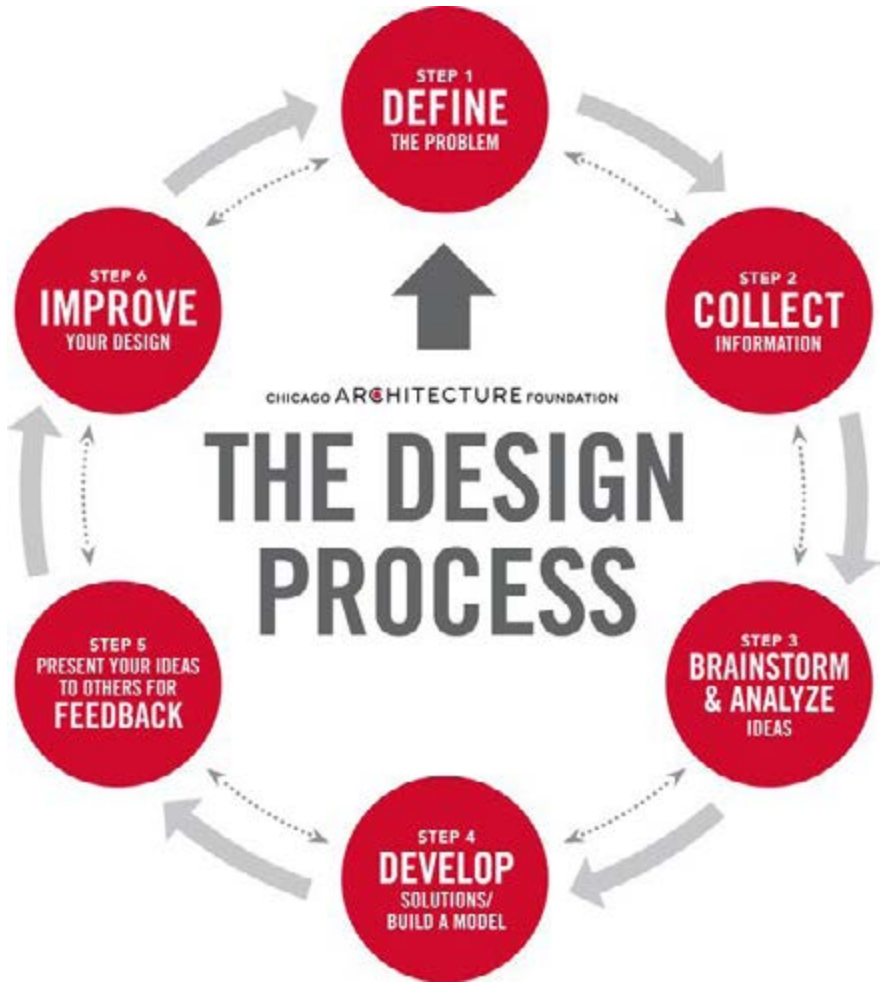 STEP 1
DEFINE
THE PROBLEM
STEP 2
COLLECT
INFORMATION
STEP 3
BRAINSTORM
& ANALYZE
IDEAS
STEP 4
DEVELOP
SOLUTIONS/
BUILD A MODEL
STEP 5
PRESENT YOUR IDEAS
TO OTHERS FOR
FEEDBACK
STEP 6
IMPROVE
YOUR DESIGN
CHICAGO ARCHITECTURE FOUNDATION
THE DESIGN
PROCESS